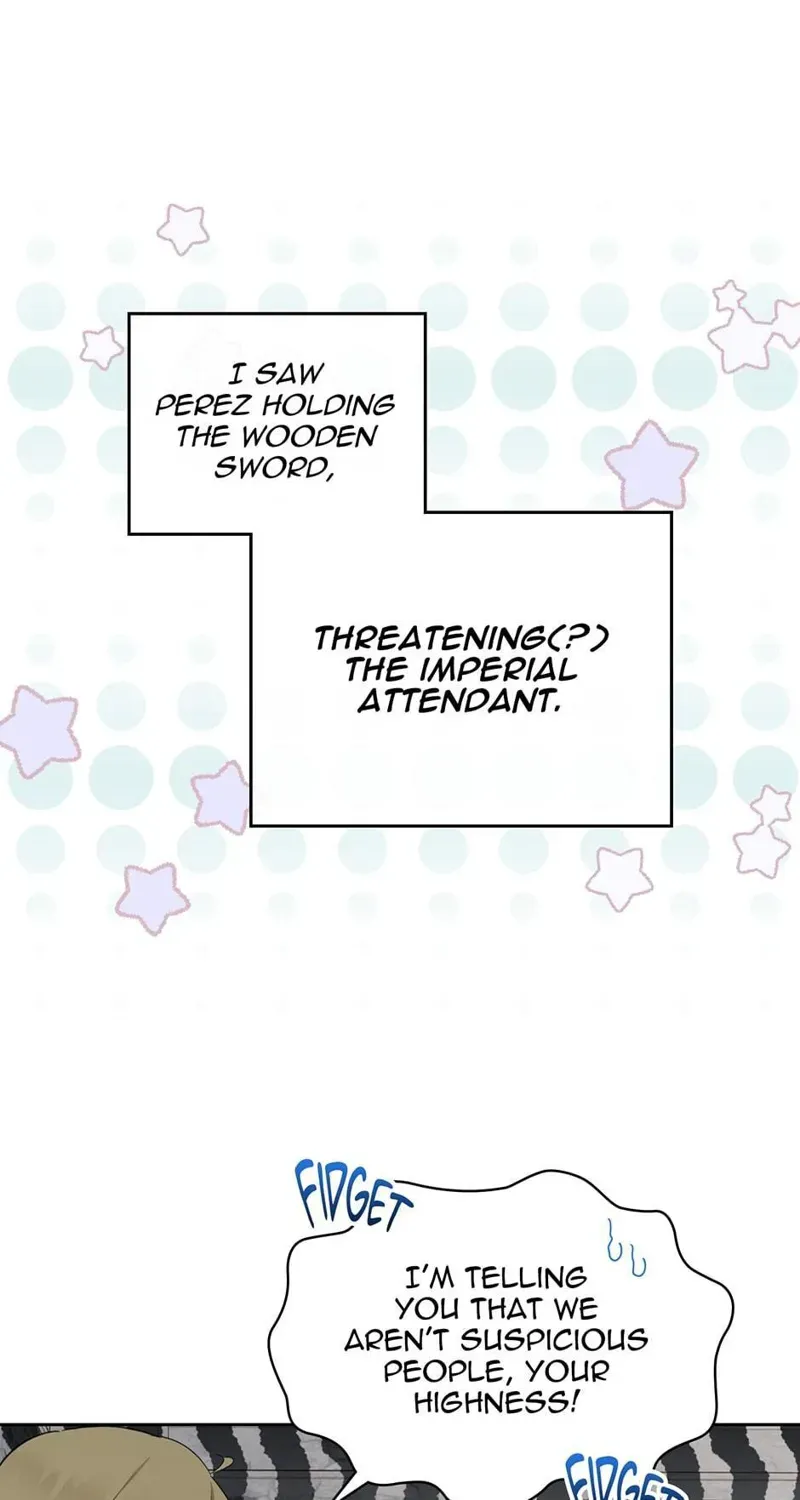 I SAW
PEREZ HOLDING
THE WOODEN
SWORD,
THREATENING(?)
THE IMPERIAL
ATTENDANT.
FIDGET
I'M TELLING
YOU THAT WE
AREN'T SUSPICIOUS
PEOPLE, YOUR
HIGHNESS!
FIDGET